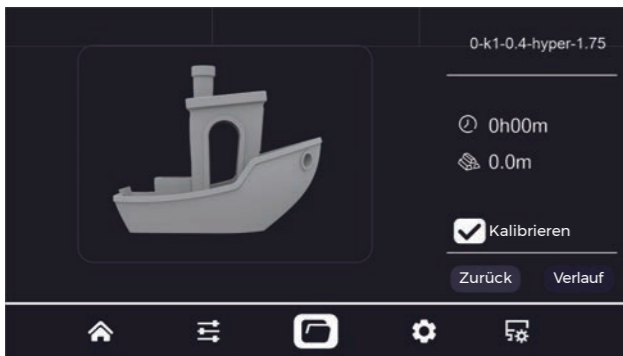 0-k1-0.4-hyper-1.75
0h00m
0.0m
Kalibrieren
Zurück Verlauf